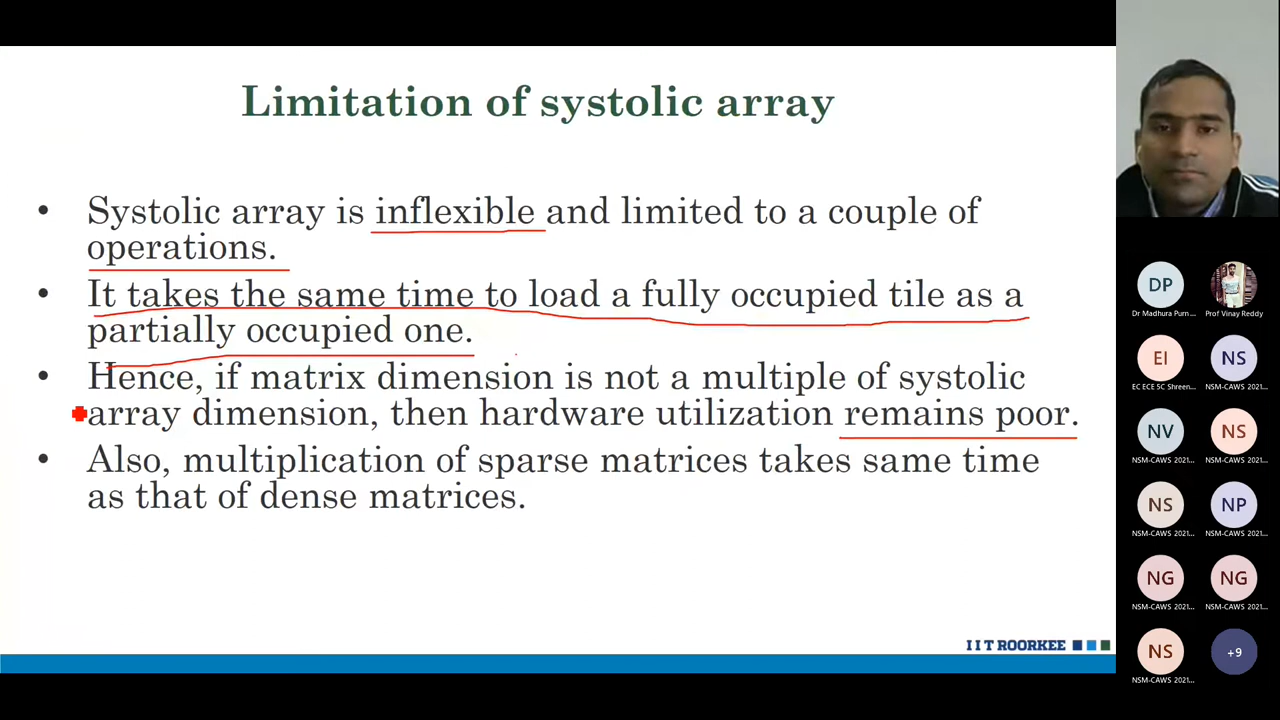 Limitation of systolic array
• Systolic array is inflexible and limited to a couple of
operations.
• It takes the same time to load a fully occupied tile as a
partially occupied one.
• Hence, if matrix dimension is not a multiple of systolic
array dimension, then hardware utilization remains poor.
• Also, multiplication of sparse matrices takes same time
as that of dense matrices.
I I T ROORKEE
DP
Dr Madhura Purn...
Prof Vinay Reddy
EI
EC ECE 5C Shreen...
NS
NSM-CAWS 2021...
NV
NSM-CAWS 2021...
NS
NSM-CAWS 2021...
NS
NSM-CAWS 2021...
NP
NSM-CAWS 2021...
NG
NSM-CAWS 2021...
NG
NSM-CAWS 2021...
NS
NSM-CAWS 2021...
+9